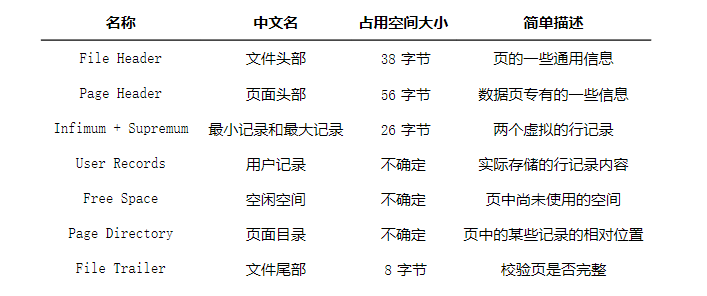 名称 中文名 占用空间大小 简单描述
File Header 文件头部 38 字节 页的一些通用信息
Page Header 页面头部 56 字节 数据页专有的一些信息
Infimum + Supremum 最小记录和最大记录 26 字节 两个虚拟的行记录
User Records 用户记录 不确定 实际存储的行记录内容
Free Space 空闲空间 不确定 页中尚未使用的空间
Page Directory 页面目录 不确定 页中的某些记录的相对位置
File Trailer 文件尾部 8 字节 校验页是否完整